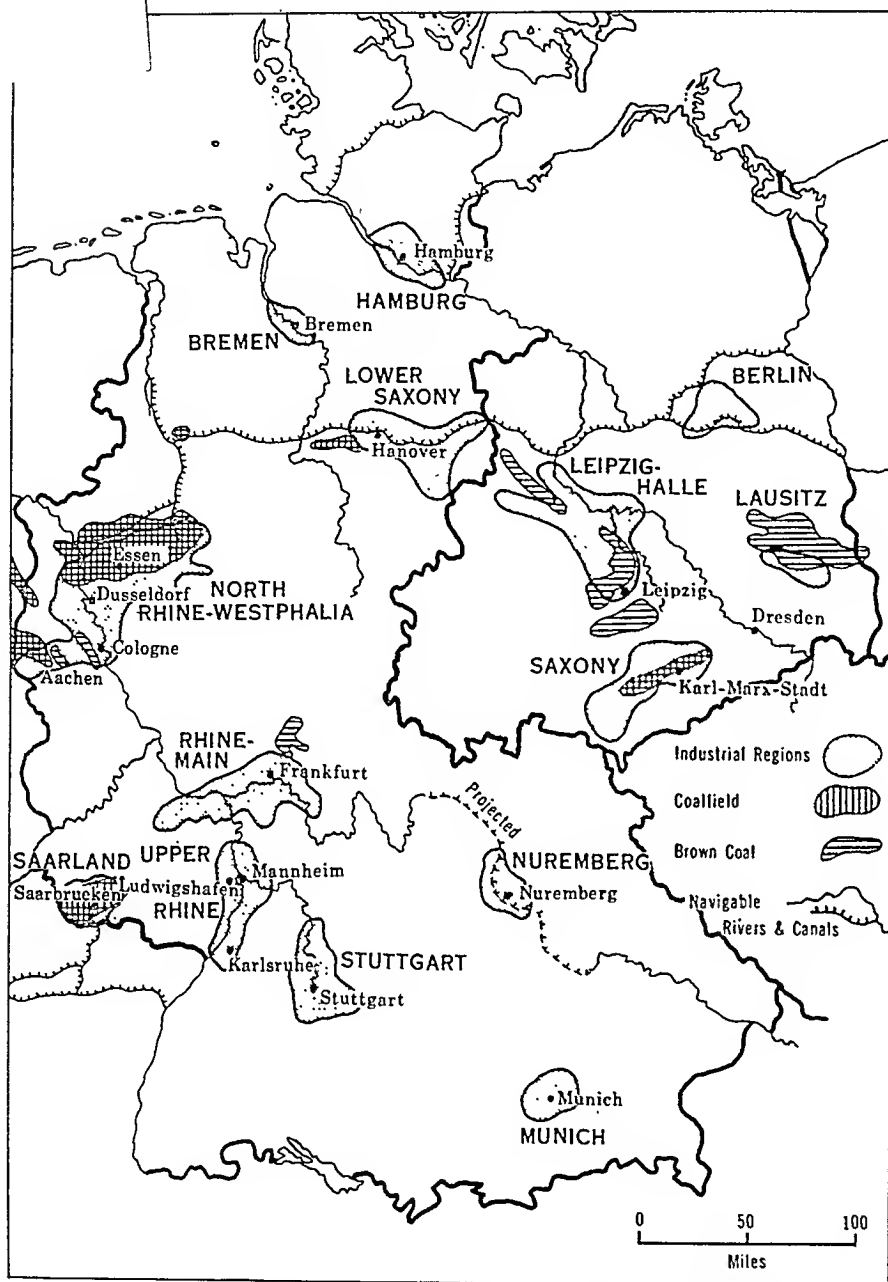 Hamburg
HAMBURG
Bremen
BREMEN
LOWER
SAXONY
BERLIN
Hanover
LEIPZIG-
HALLE
LAUSITZ
Essen
Dusseldorf
NORTH
RHINE-WESTPHALIA
Leipzig
Dresden
Cologne
Aachen
SAXONY
Karl-Marx-Stadt
RHINE-
MAIN
Frankfurt
Projected
Industrial Regions
Coalfield
Brown Coal
Navigable
Rivers & Canals
SAARLAND
UPPER
RHINE
Mannheim
Ludwigshafen
Saarbrucken
NUREMBERG
Nuremberg
Karlsruhe
STUTTGART
Stuttgart
Munich
MUNICH
0 50 100
Miles